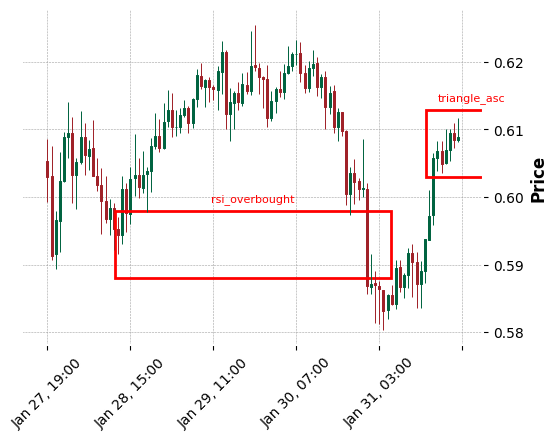 0.62
triangle_asc
0.61
Price
0.60
rsi_overbought
0.59
0.58
Jan 27, 19:00
Jan 28, 15:00
Jan 29, 11:00
Jan 30, 07:00
Jan 31, 03:00